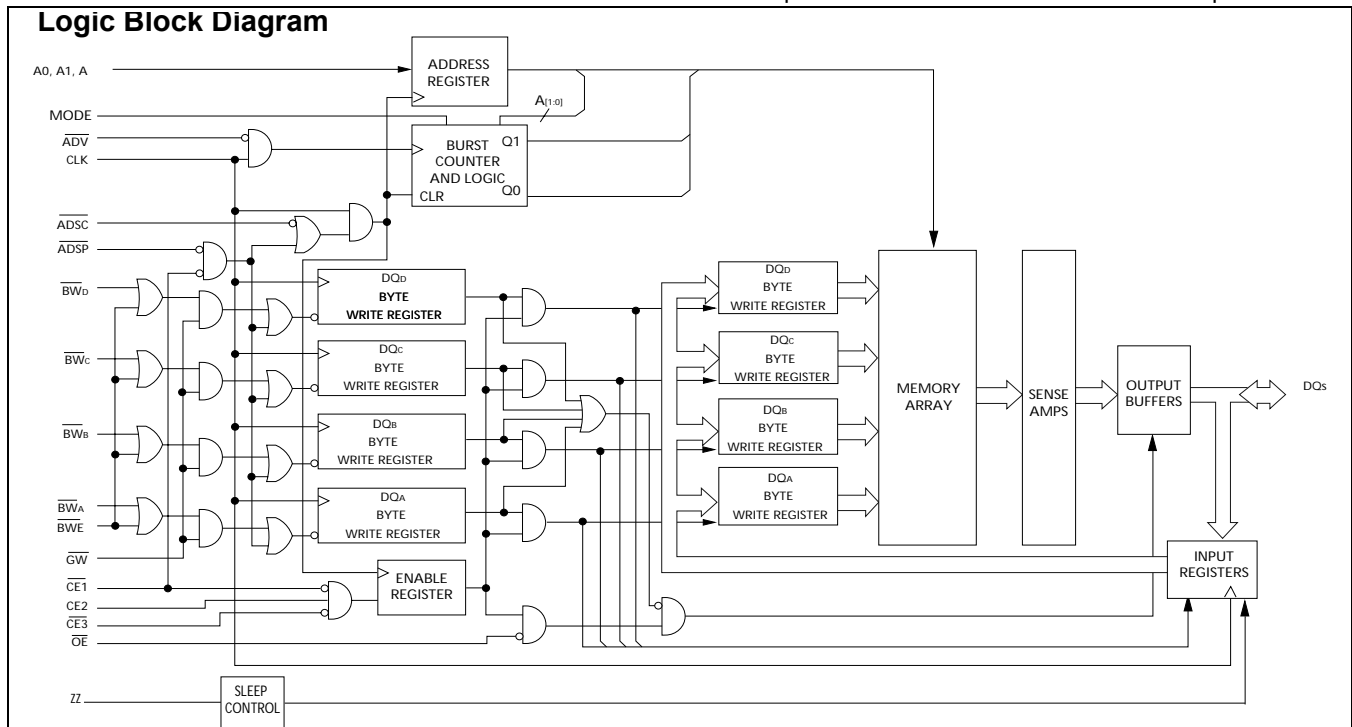 Logic Block Diagram
A0, A1, A
ADDRESS
REGISTER
MODE
A[1:0]
ADV
CLK
BURST
COUNTER
AND LOGIC
CLR
Q1
Q0
ADSC
ADSP
BWD
DQD
BYTE
WRITE REGISTER
DQD
BYTE
WRITE REGISTER
BWC
DQC
BYTE
WRITE REGISTER
DQC
BYTE
WRITE REGISTER
MEMORY
ARRAY
SENSE
AMPS
OUTPUT
BUFFERS
DQS
BWB
DQB
BYTE
WRITE REGISTER
DQB
BYTE
WRITE REGISTER
BWA
BWE
DQA
BYTE
WRITE REGISTER
DQA
BYTE
WRITE REGISTER
GW
CE1
CE2
CE3
OE
ENABLE
REGISTER
INPUT
REGISTERS
ZZ
SLEEP
CONTROL